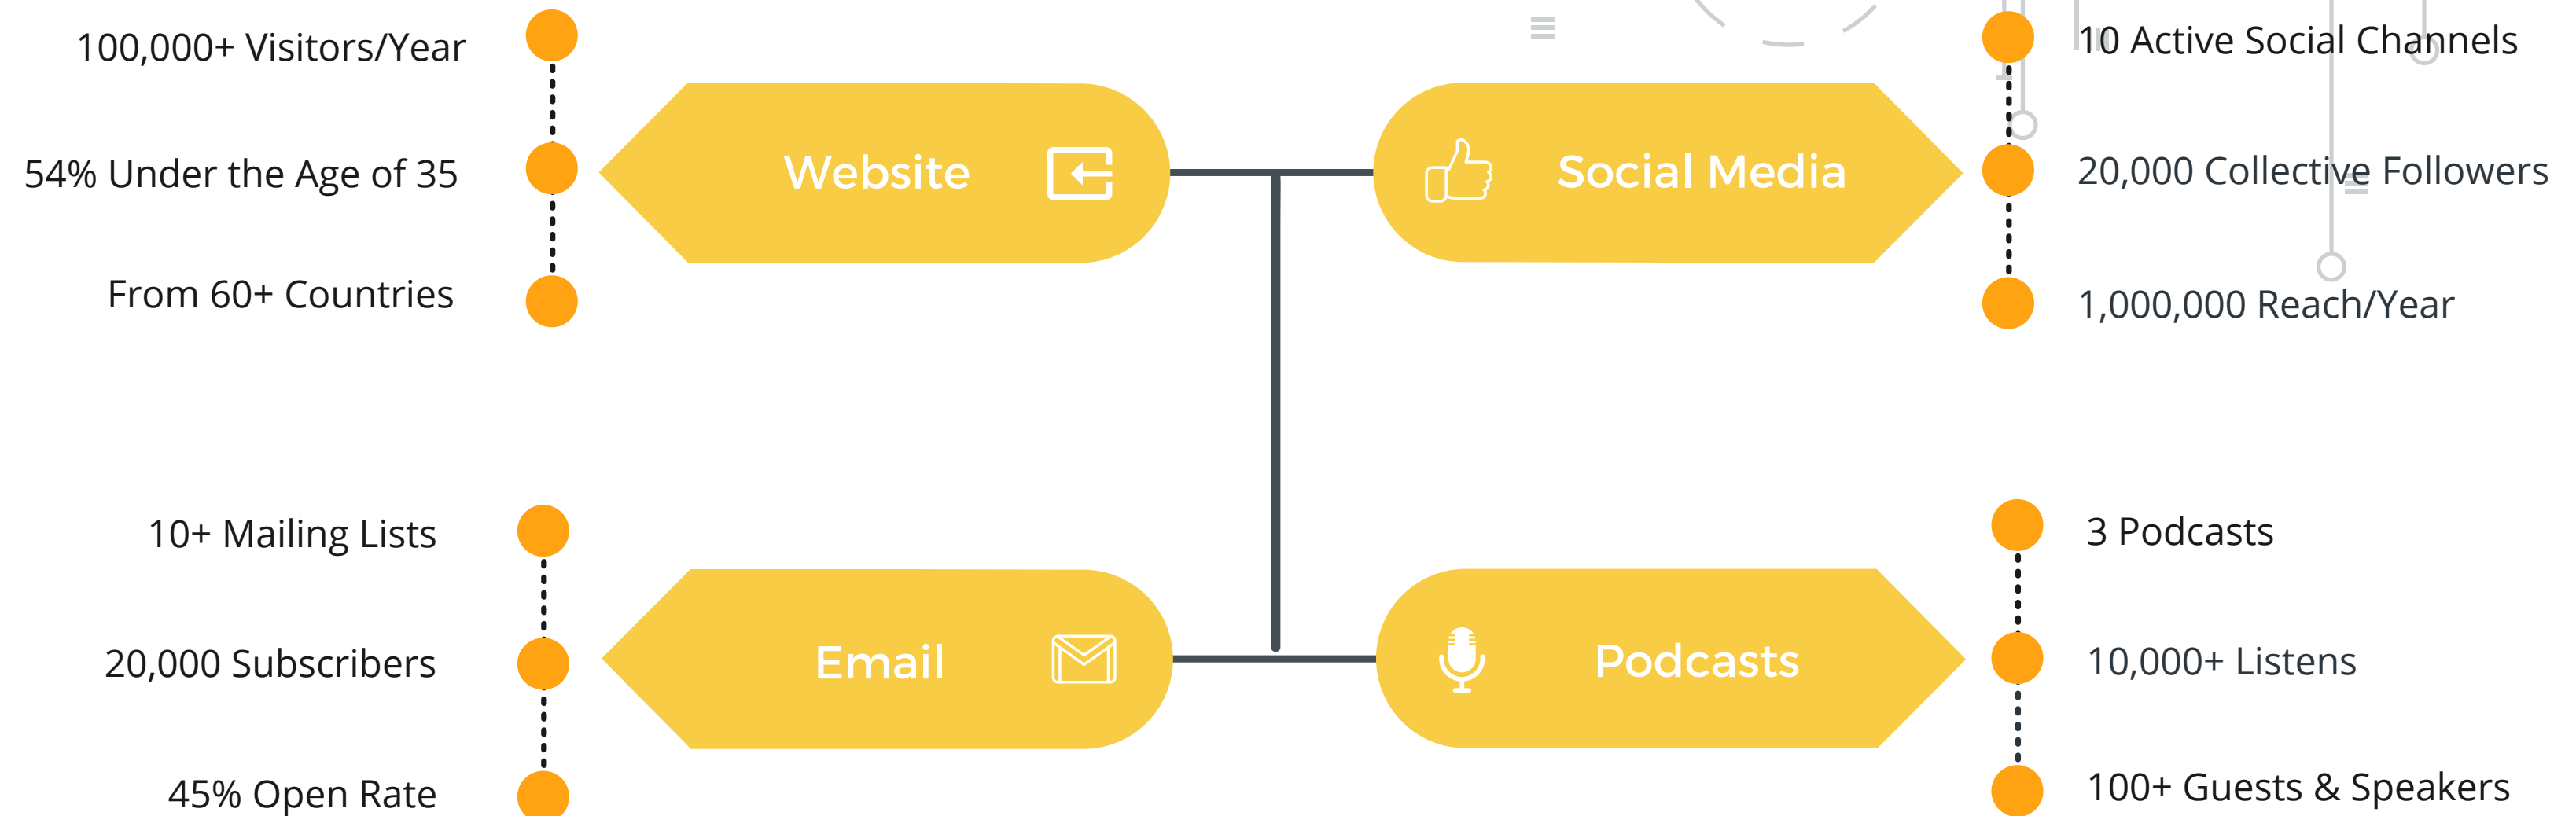 100,000+ Visitors/Year
54% Under the Age of 35
From 60+ Countries
Website
Social Media
10 Active Social Channels
20,000 Collective Followers
1,000,000 Reach/Year
10+ Mailing Lists
20,000 Subscribers
45% Open Rate
Email
Podcasts
3 Podcasts
10,000+ Listens
100+ Guests & Speakers